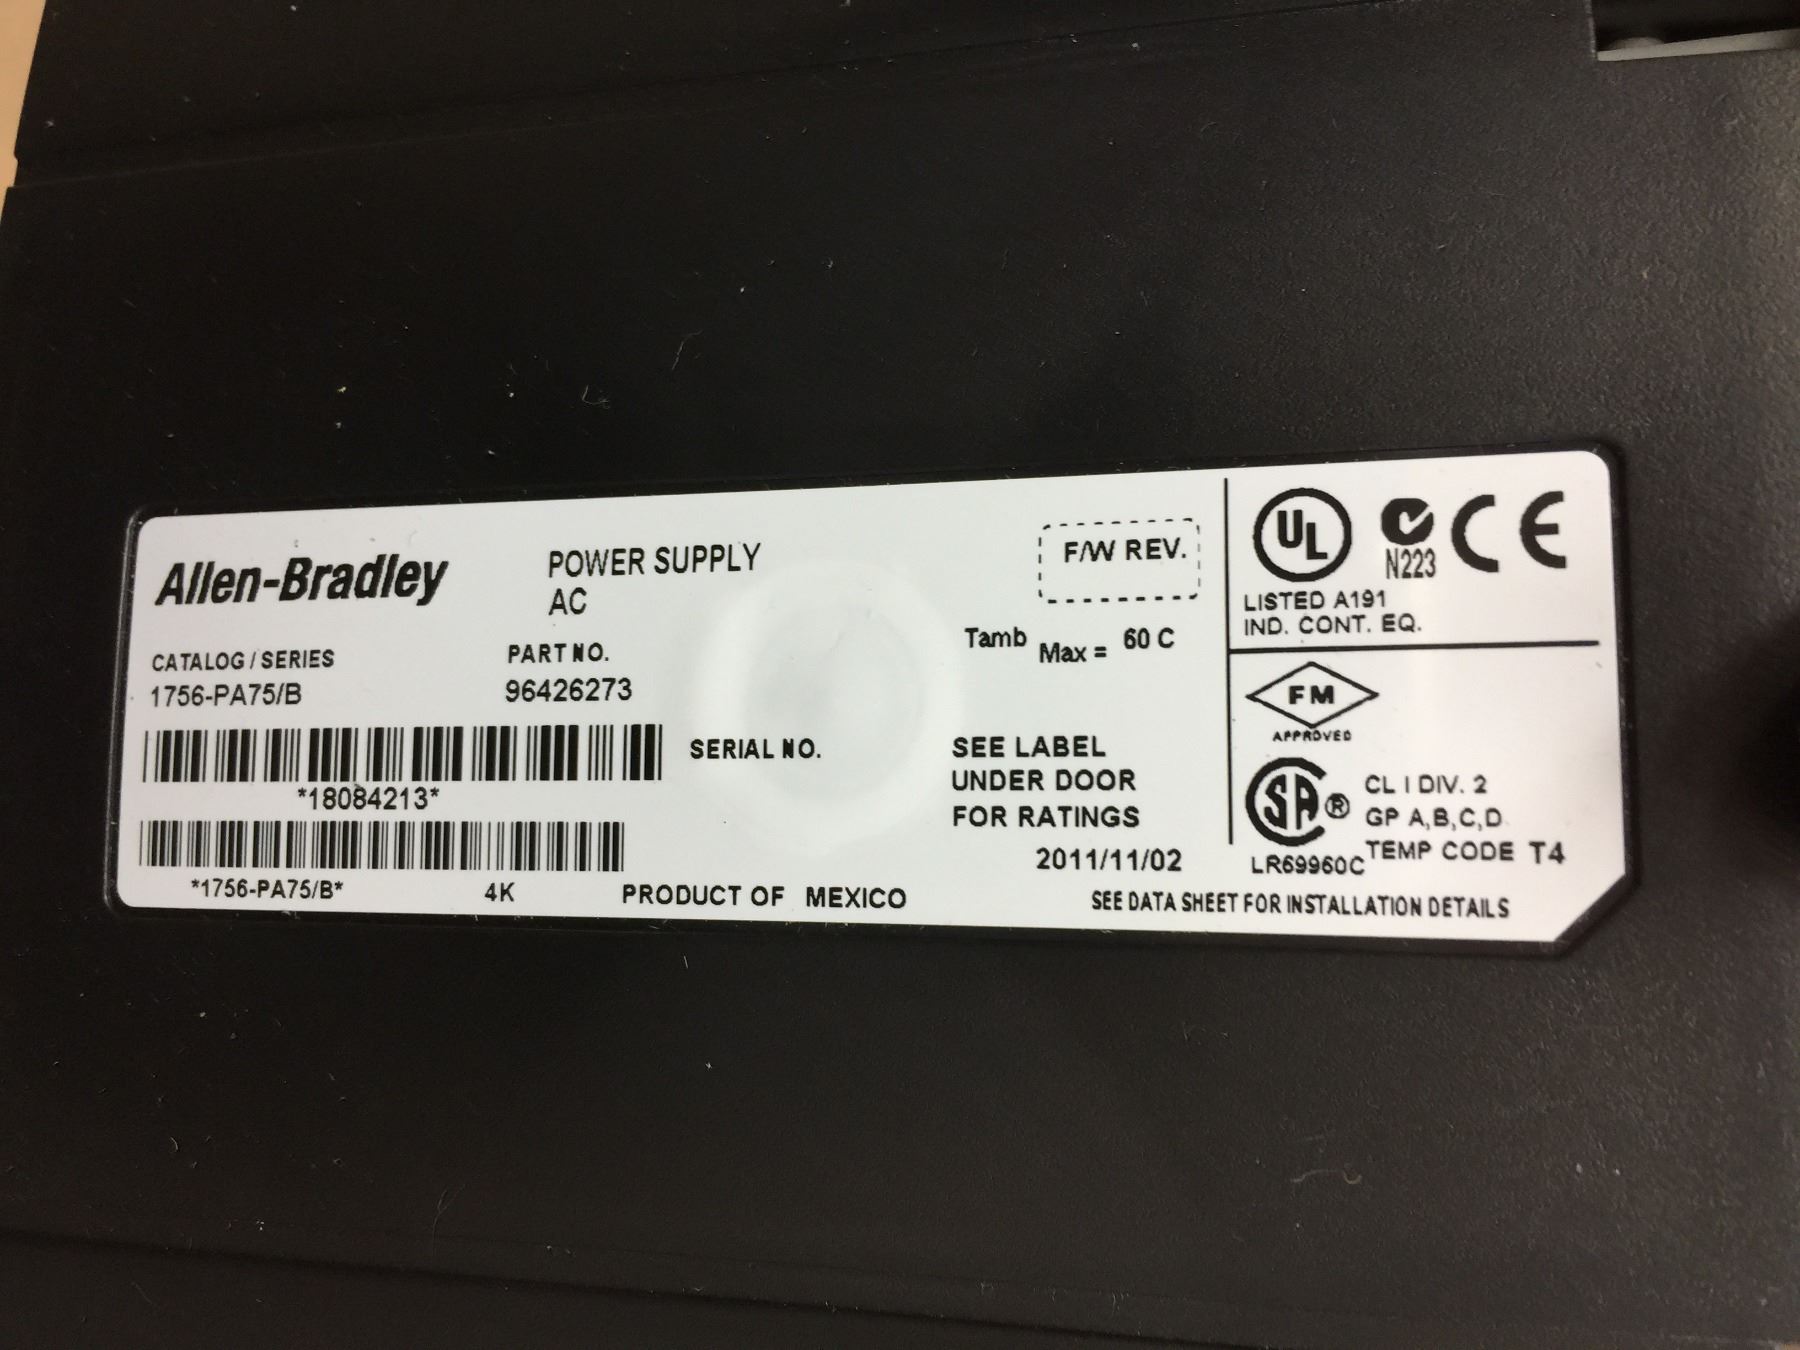 Allen-Bradley
POWER SUPPLY
AC
F/W REV.
CATALOG / SERIES
1756-PA75/B
PART NO.
96426273
Tamb Max = 60 C
*18084213*
SERIAL NO.
*1756-PA75/B*
4K
PRODUCT OF MEXICO
SEE LABEL
UNDER DOOR
FOR RATINGS
2011/11/02
UL
N223
CE
LISTED A191
IND. CONT. EQ.
FM
APPROVED
SA ®
LR69960C
CL I DIV. 2
GP A,B,C,D
TEMP CODE T4
SEE DATA SHEET FOR INSTALLATION DETAILS